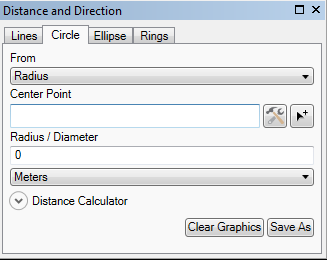 Distance and Direction
Lines Circle Ellipse Rings
From
Radius
Center Point
Radius / Diameter
0
Meters
Distance Calculator
Clear Graphics Save As